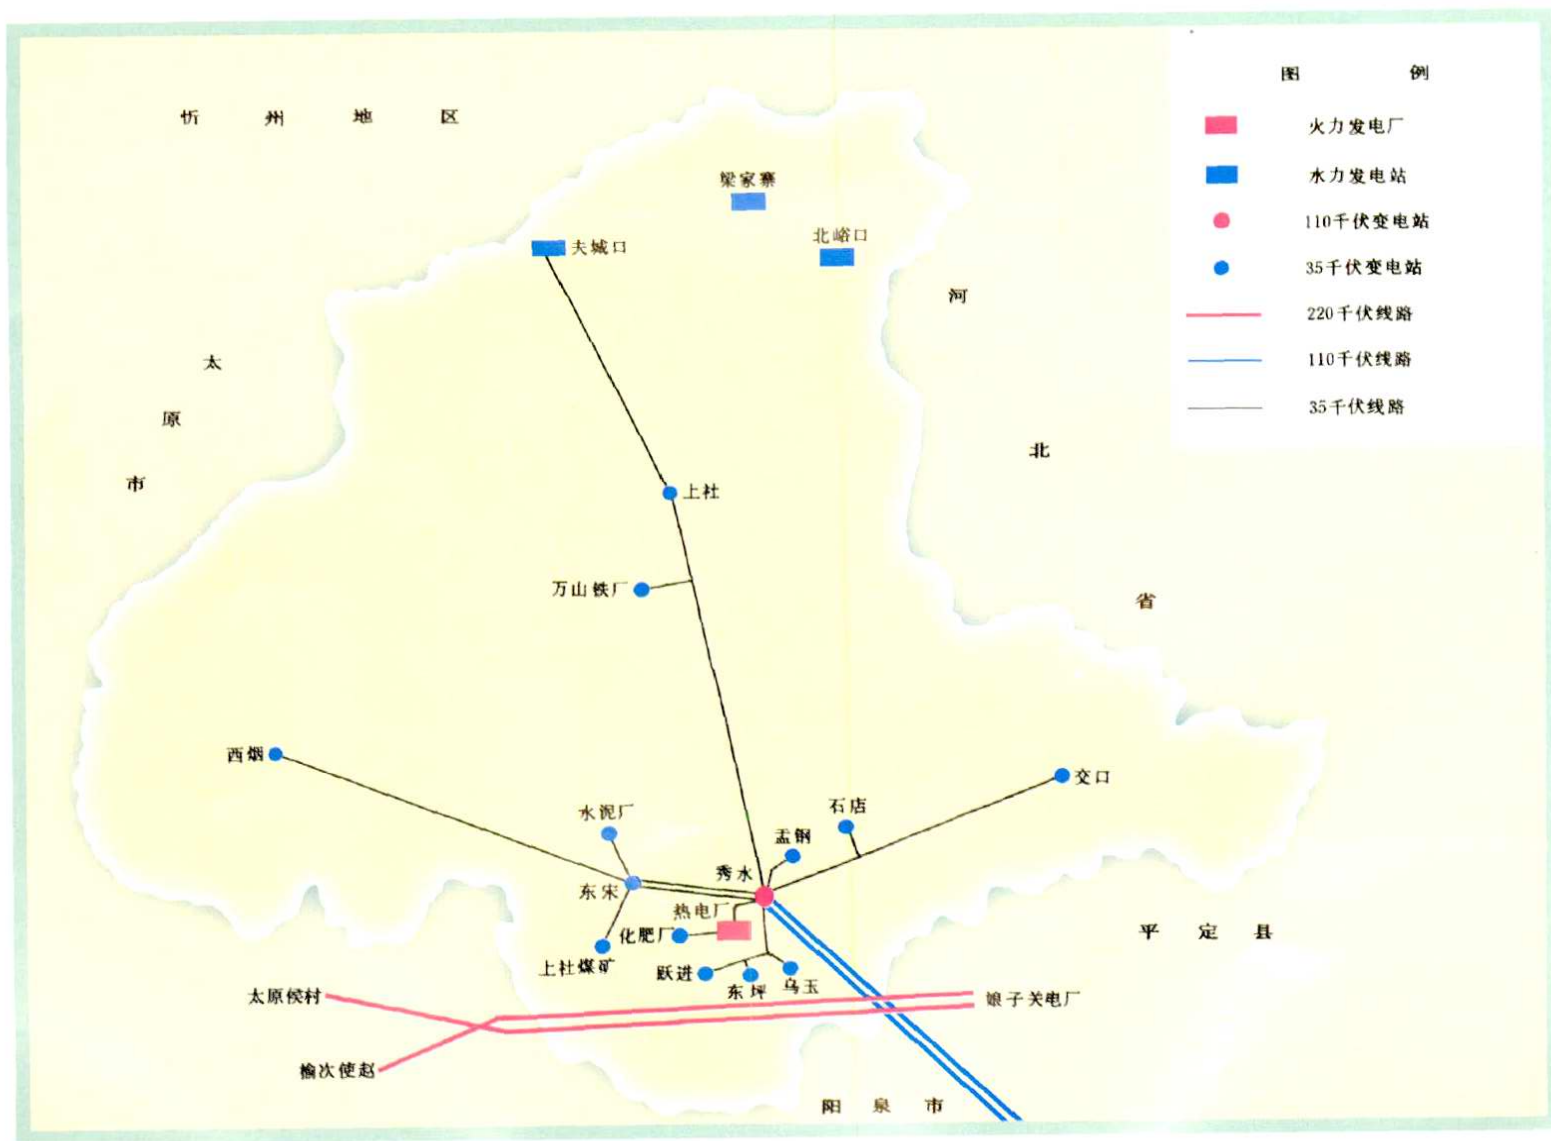 图 例
火力发电厂
水力发电站
110千伏变电站
35千伏变电站
220千伏线路
110千伏线路
35千伏线路
忻州地区
梁家寨
北峪口
夫城口
河北省
太原市
上社
万山铁厂
西烟
交口
水泥厂
石店
盂钢
秀水
东宋
热电厂
化肥厂
上社煤矿
跃进
东坪
乌玉
平定县
太原候村
娘子关电厂
榆次使赵
阳泉市